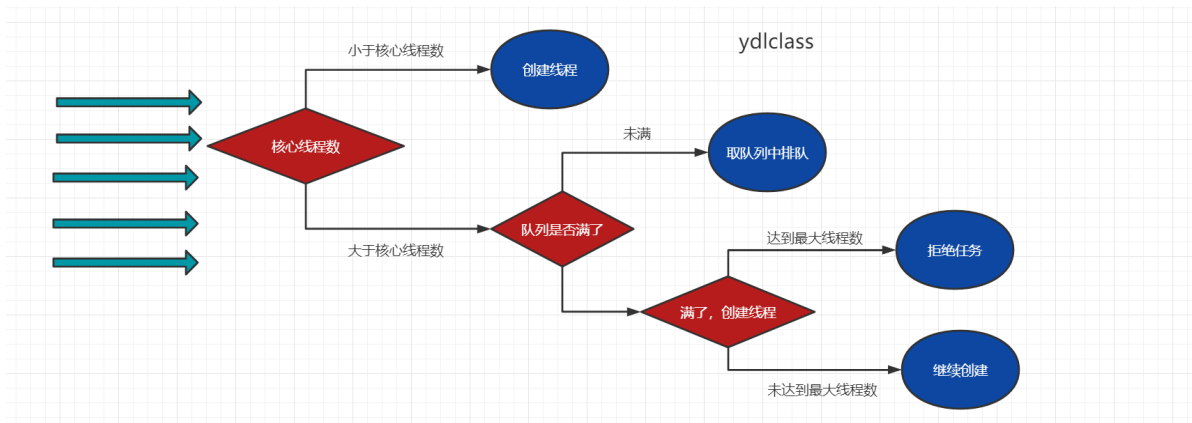 ydlclass
小于核心线程数
创建线程
核心线程数
未满
取队列中排队
队列是否满了
大于核心线程数
达到最大线程数
拒绝任务
满了，创建线程
继续创建
未达到最大线程数